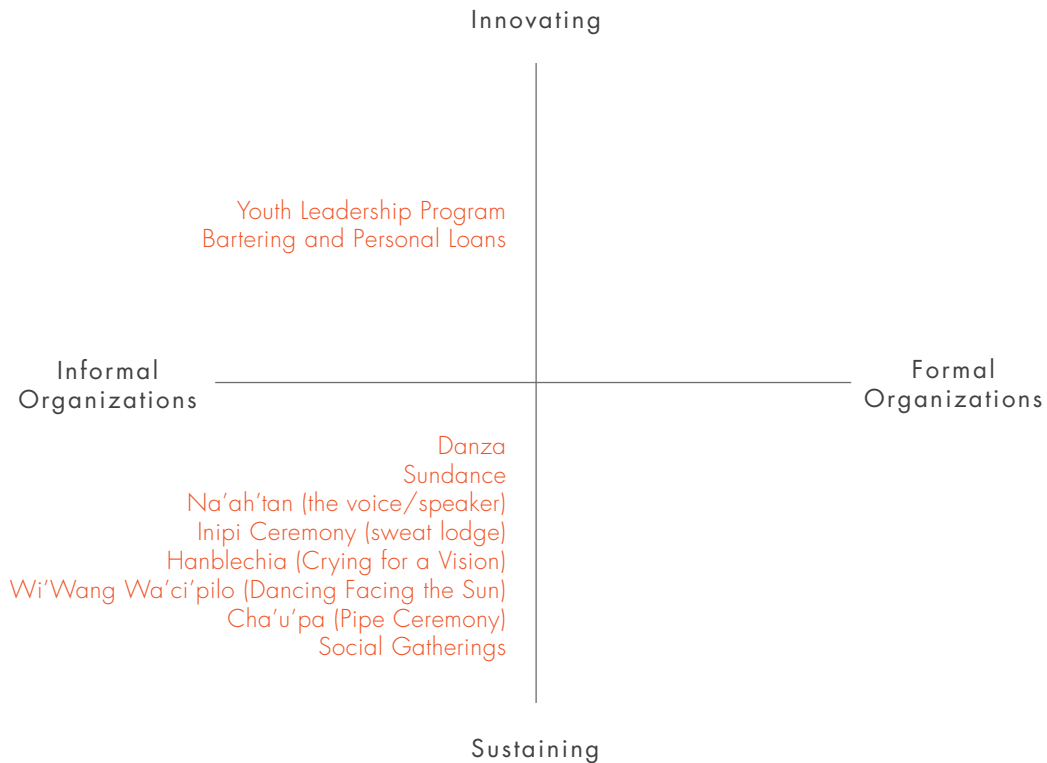 Innovating
Youth Leadership Program
Bartering and Personal Loans
Informal
Organizations
Formal
Organizations
Danza
Sundance
Na’ah’tan (the voice/speaker)
Inipi Ceremony (sweat lodge)
Hanblechia (Crying for a Vision)
Wi’Wang Wa’ci’pilo (Dancing Facing the Sun)
Cha’u’pa (Pipe Ceremony)
Social Gatherings
Sustaining